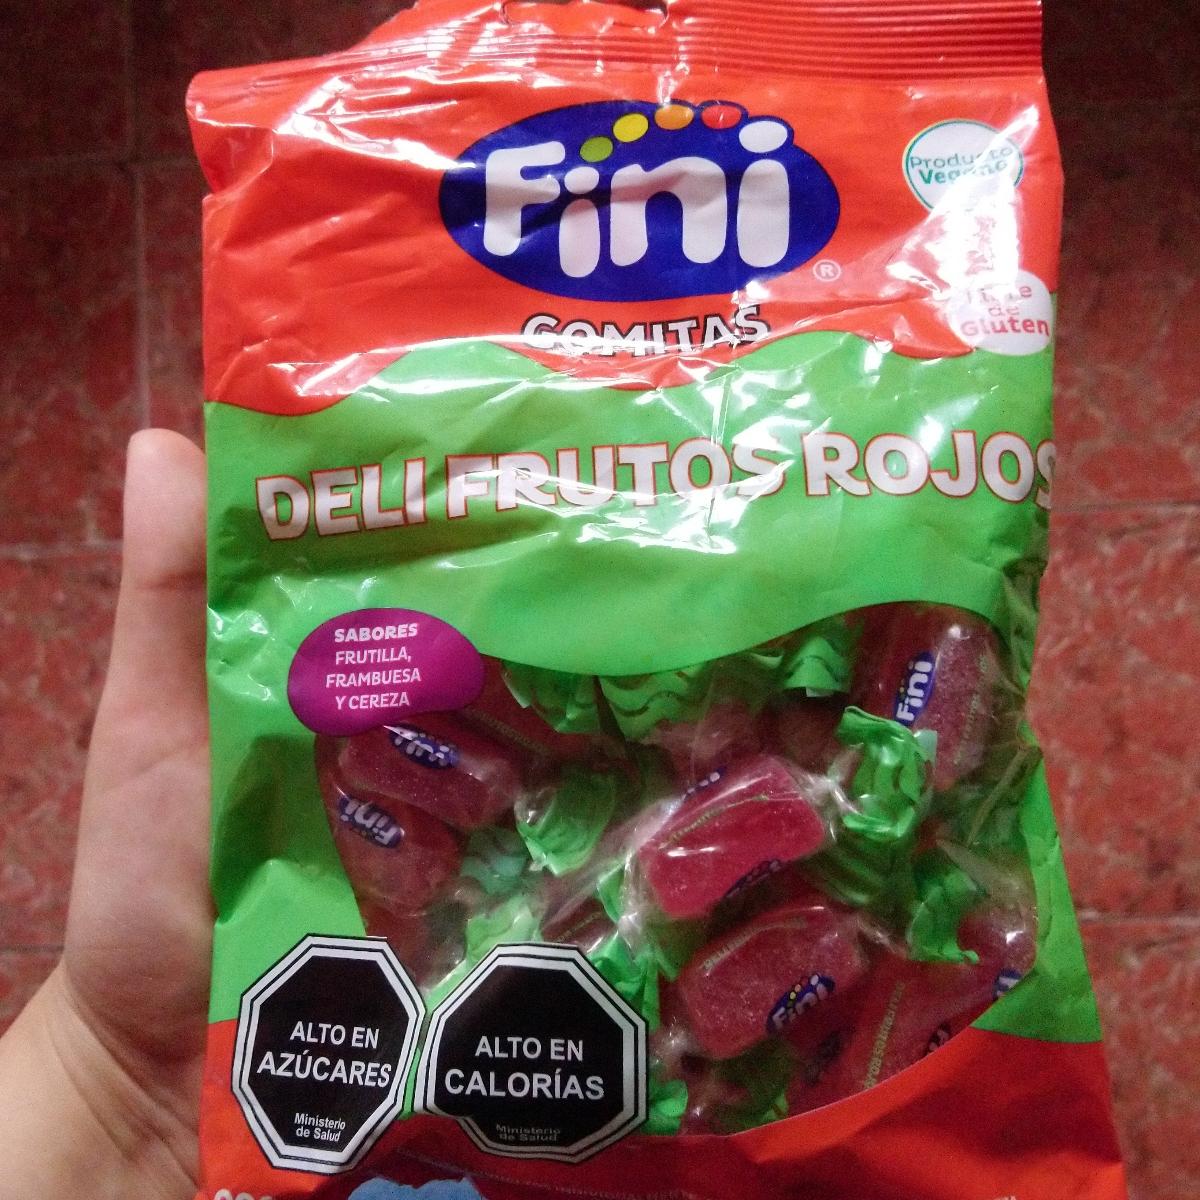 Fini
®
GOMITAS
Producto
Vegano
Libre
de
Gluten
DELI FRUTOS ROJOS
SABORES
FRUTILLA,
FRAMBUESA
Y CEREZA
Fini
Fini
Fini
Fini
ALTO EN
AZÚCARES
Ministerio
de Salud
ALTO EN
CALORÍAS
Ministerio
de Salud